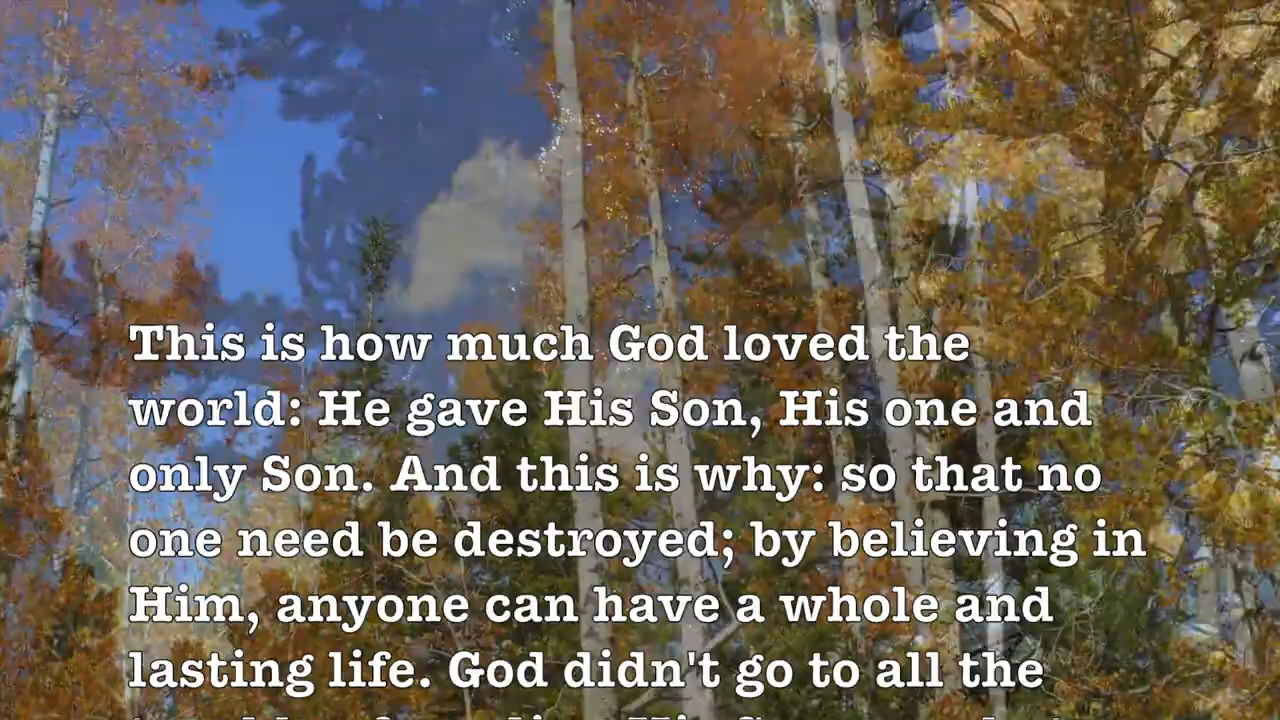 This is how much God loved the
world: He gave His Son, His one and
only Son. And this is why: so that no
one need be destroyed; by believing in
Him, anyone can have a whole and
lasting life. God didn't go to all the